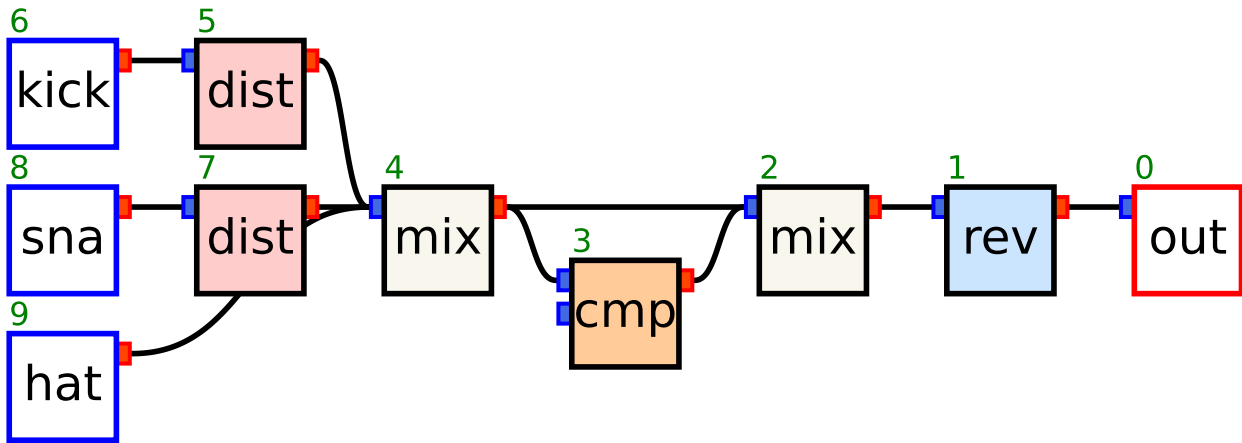 6 5
kick dist
8 7 4 2 1 0
sna dist mix mix rev out
3
cmp
9
hat